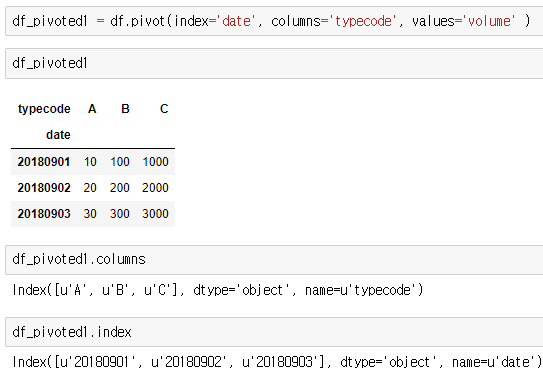 df_pivoted1 = df.pivot(index='date', columns='typecode', values='volume' )
df_pivoted1
typecode A B C
date
20180901 10 100 1000
20180902 20 200 2000
20180903 30 300 3000
df_pivoted1.columns
Index([u'A', u'B', u'C'], dtype='object', name=u'typecode')
df_pivoted1.index
Index([u'20180901', u'20180902', u'20180903'], dtype='object', name=u'date')